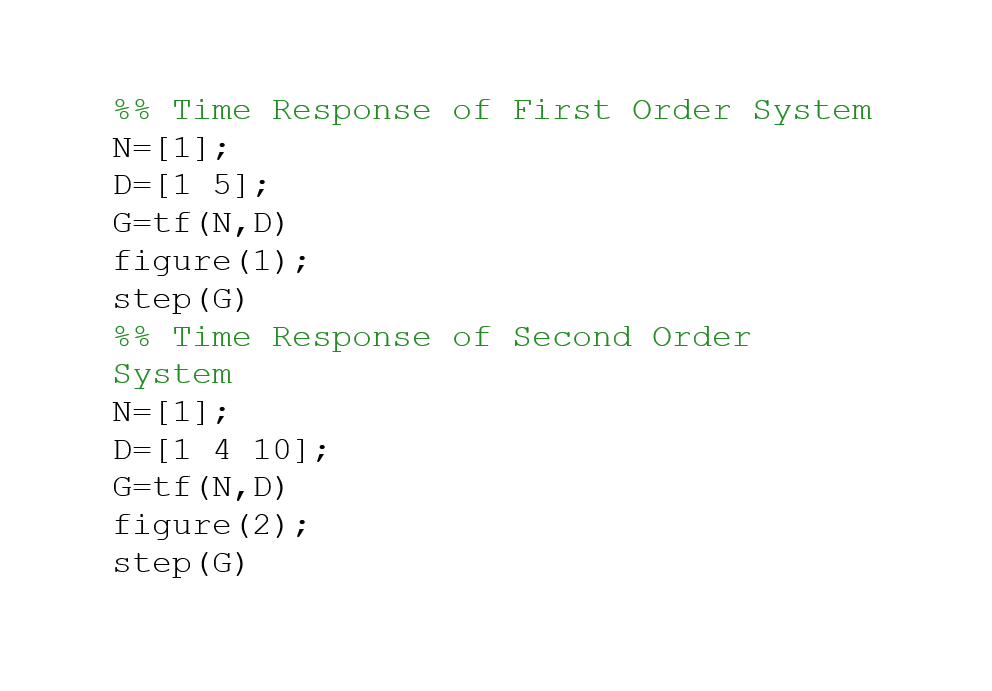 %% Time Response of First Order System
N=[1];
D=[1 5];
G=tf(N,D)
figure(1);
step(G)
%% Time Response of Second Order
System
N=[1];
D=[1 4 10];
G=tf(N,D)
figure(2);
step(G)